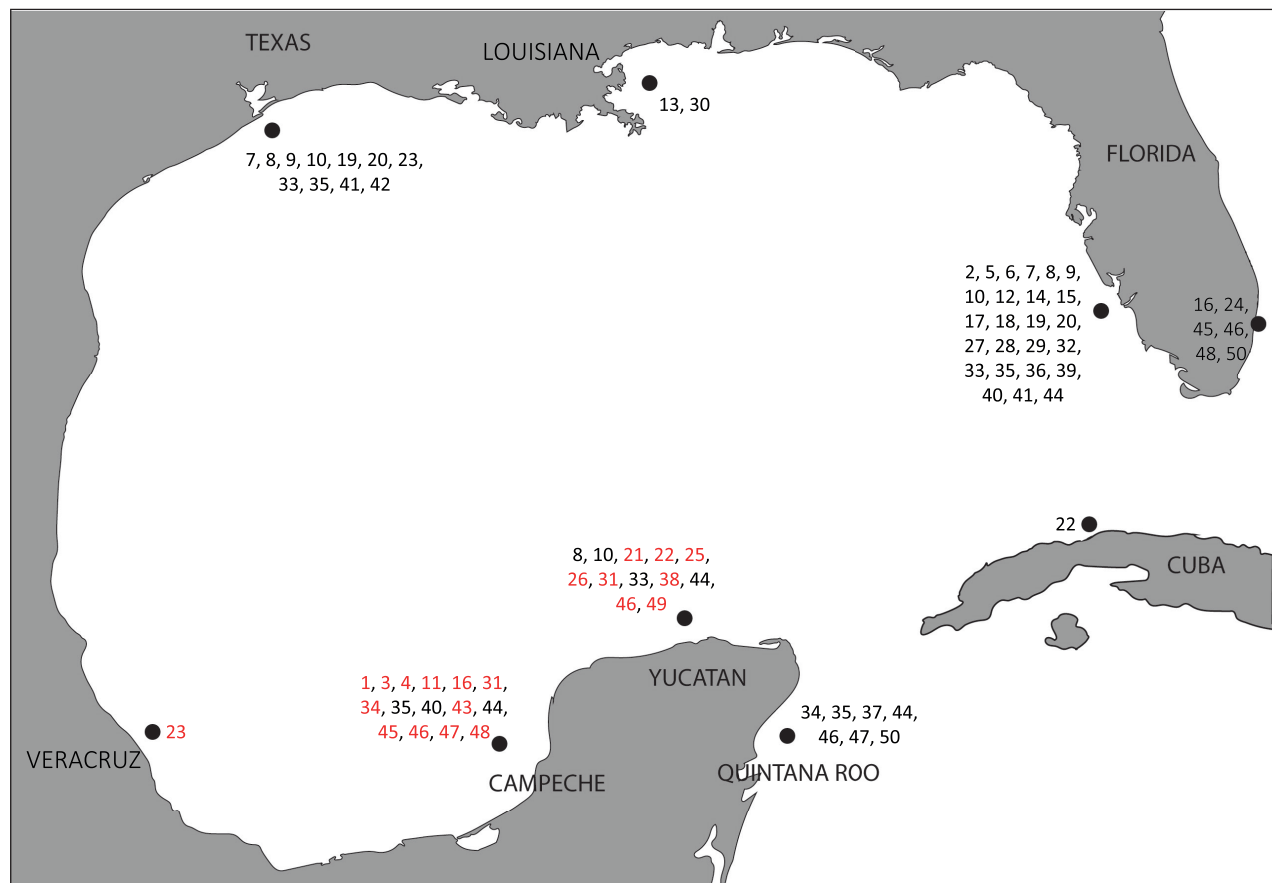 TEXAS
LOUISIANA
13, 30
7, 8, 9, 10, 19, 20, 23,
33, 35, 41, 42
FLORIDA
2, 5, 6, 7, 8, 9,
10, 12, 14, 15,
17, 18, 19, 20,
27, 28, 29, 32,
33, 35, 36, 39,
40, 41, 44
16, 24,
45, 46,
48, 50
22
CUBA
8, 10, 21, 22, 25,
26, 31, 33, 38, 44,
46, 49
YUCATAN
1, 3, 4, 11, 16, 31,
34, 35, 40, 43, 44,
45, 46, 47, 48
23
VERACRUZ
CAMPECHE
34, 35, 37, 44,
46, 47, 50
QUINTANA ROO